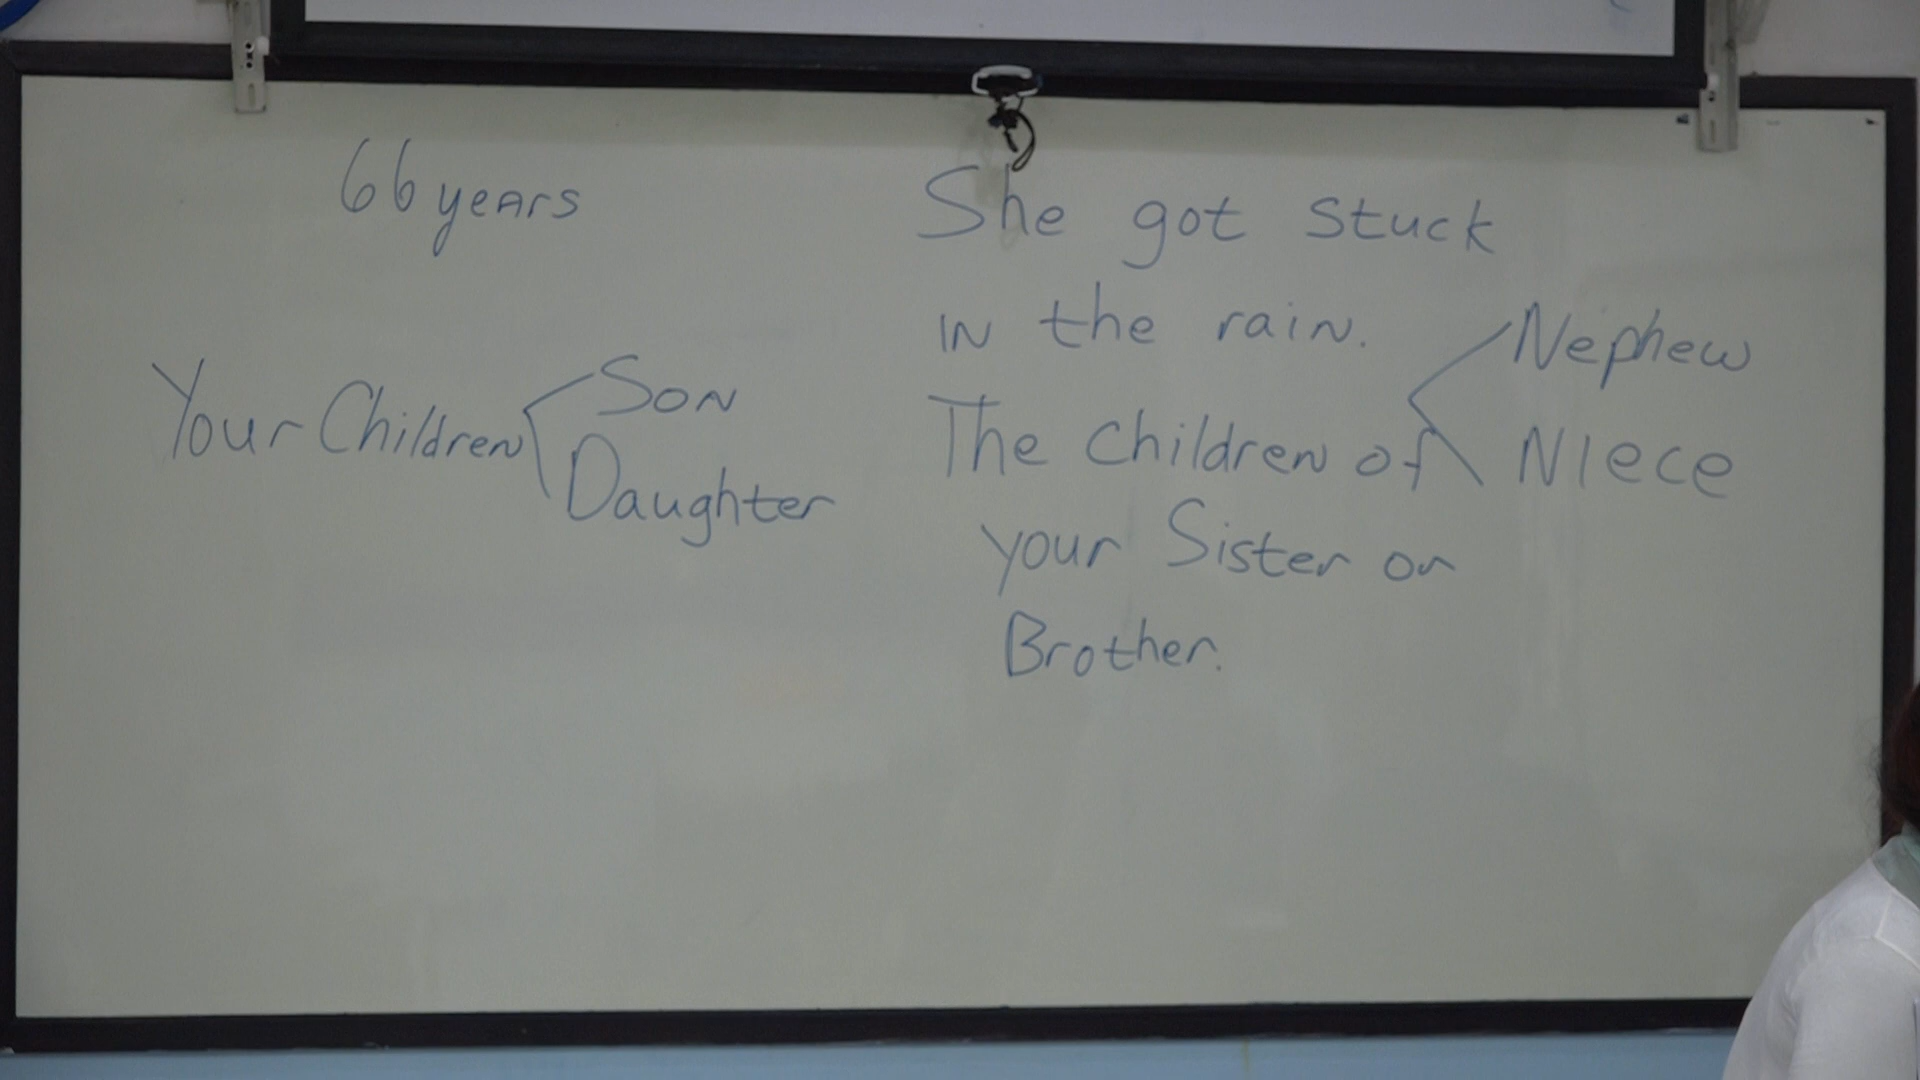 66 years
Your Children
Son
Daughter
She got stuck
in the rain.
The children of
your Sister or
Brother.
Nephew
Niece